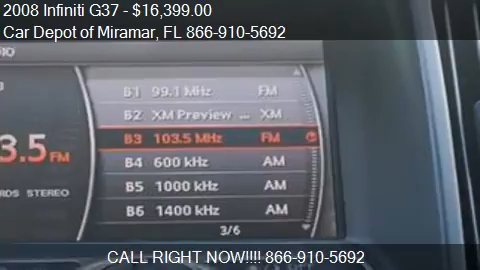 2008 Infiniti G37 - $16,399.00
Car Depot of Miramar, FL 866-910-5692
B1 99.1 MHz FM
B2 XM Preview ... XM
B3 103.5 MHz FM
3.5 FM
B4 600 kHz AM
B5 1000 kHz AM
STEREO
B6 1400 kHz AM
3/6
CALL RIGHT NOW!!!! 866-910-5692